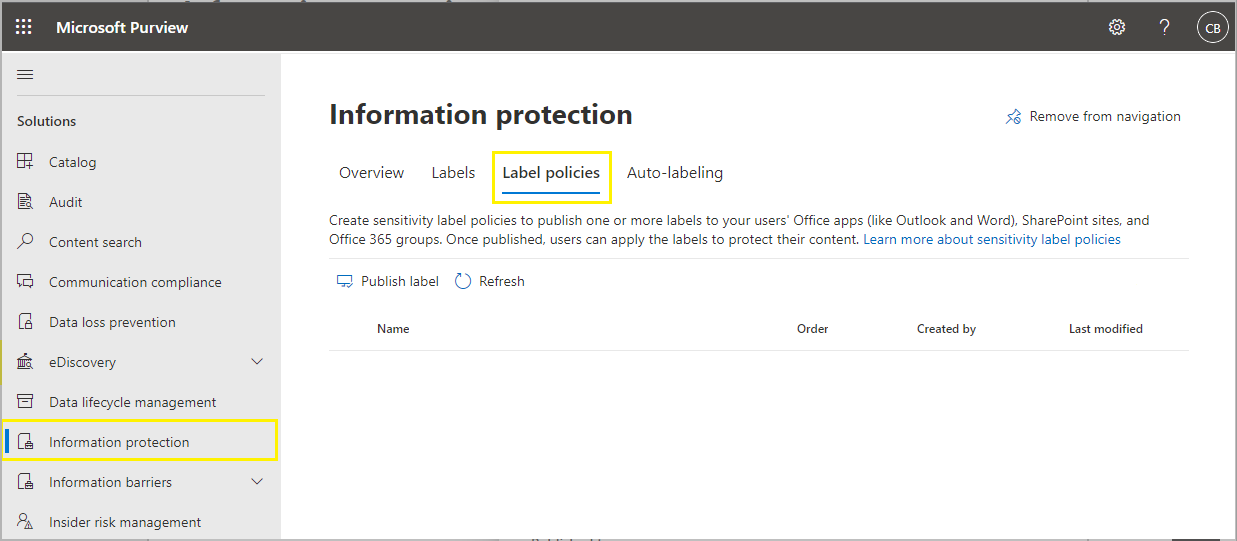 Microsoft Purview
?
CB
Solutions
Catalog
Audit
Content search
Communication compliance
Data loss prevention
eDiscovery
Data lifecycle management
Information protection
Information barriers
Insider risk management
Information protection
Remove from navigation
Overview Labels Label policies Auto-labeling
Create sensitivity label policies to publish one or more labels to your users' Office apps (like Outlook and Word), SharePoint sites, and
Office 365 groups. Once published, users can apply the labels to protect their content. Learn more about sensitivity label policies
Publish label Refresh
Name Order Created by Last modified